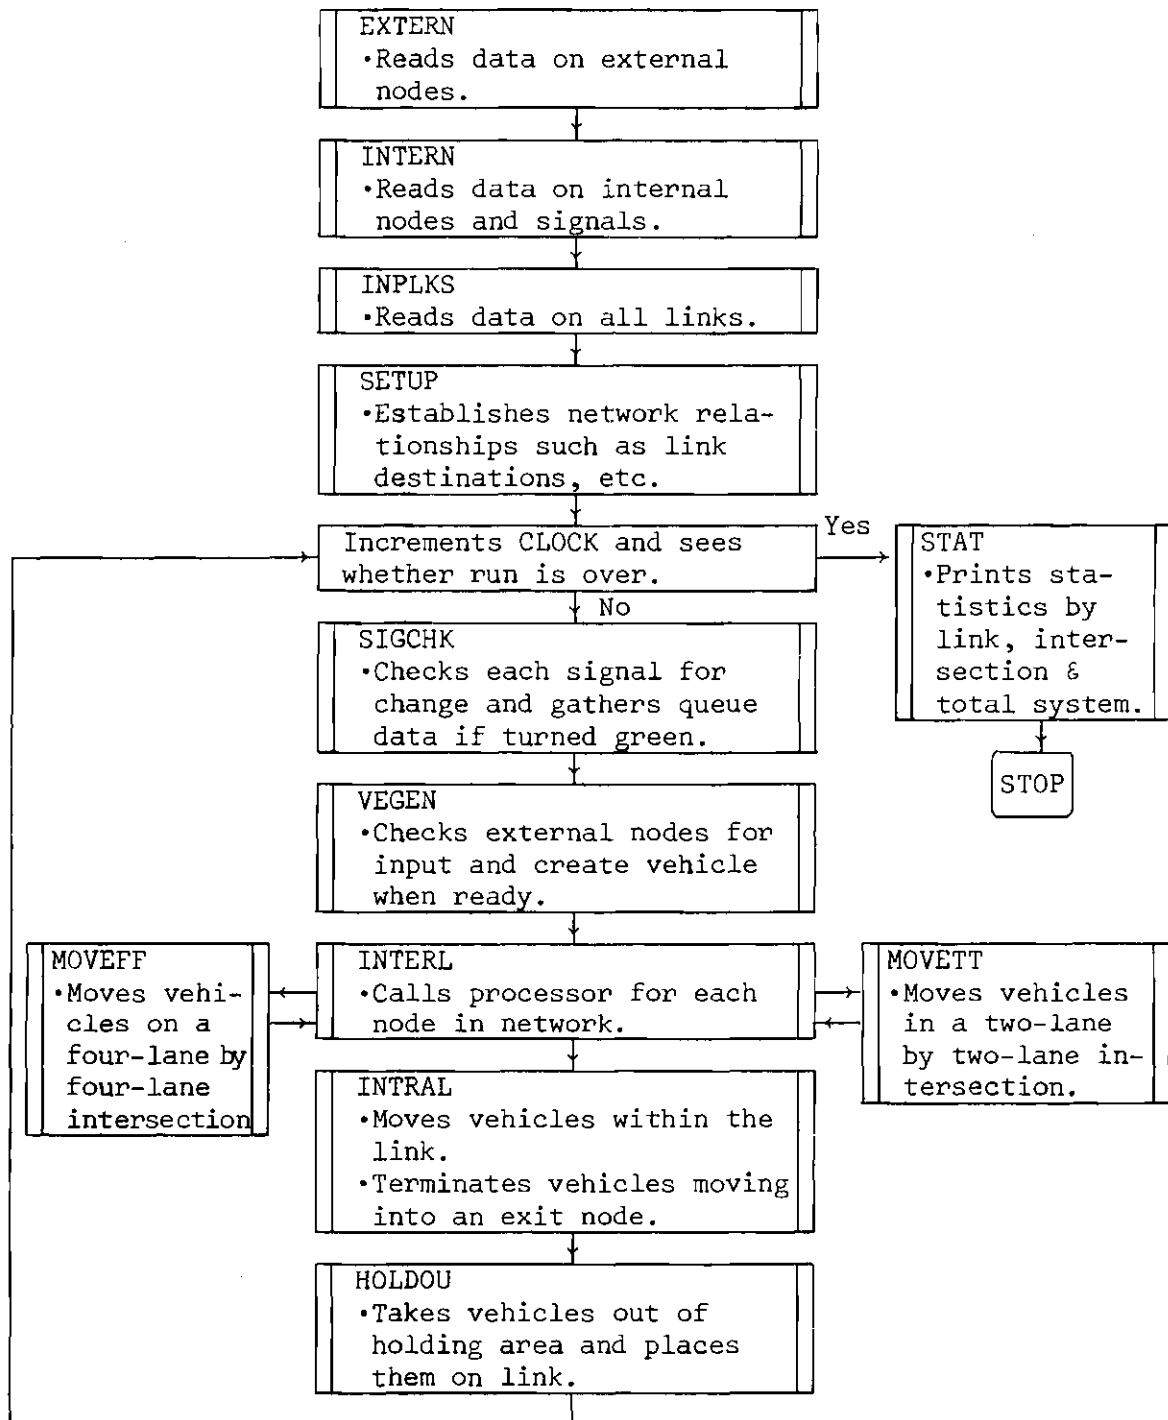 EXTERN
•Reads data on external
nodes.
INTERN
•Reads data on internal
nodes and signals.
INPLKS
•Reads data on all links.
SETUP
•Establishes network rela-
tionships such as link
destinations, etc.
Increments CLOCK and sees
whether run is over.
Yes
No
STAT
•Prints sta-
tistics by
link, inter-
section &
total system.
STOP
SIGCHK
•Checks each signal for
change and gathers queue
data if turned green.
VEGEN
•Checks external nodes for
input and create vehicle
when ready.
MOVEFF
•Moves vehi-
cles on a
four-lane by
four-lane
intersection
INTERL
•Calls processor for each
node in network.
MOVETT
•Moves vehicles
in a two-lane
by two-lane in-
tersection.
INTRAL
•Moves vehicles within the
link.
•Terminates vehicles moving
into an exit node.
HOLDOU
•Takes vehicles out of
holding area and places
them on link.